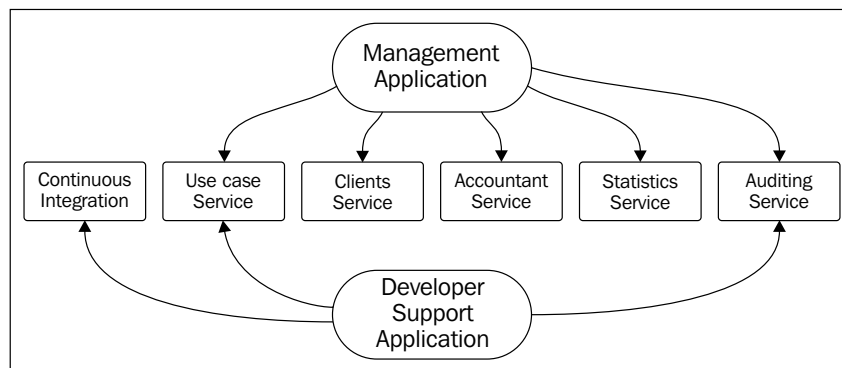 Management
Application
Continuous
Integration
Use case
Service
Clients
Service
Accountant
Service
Statistics
Service
Auditing
Service
Developer
Support
Application